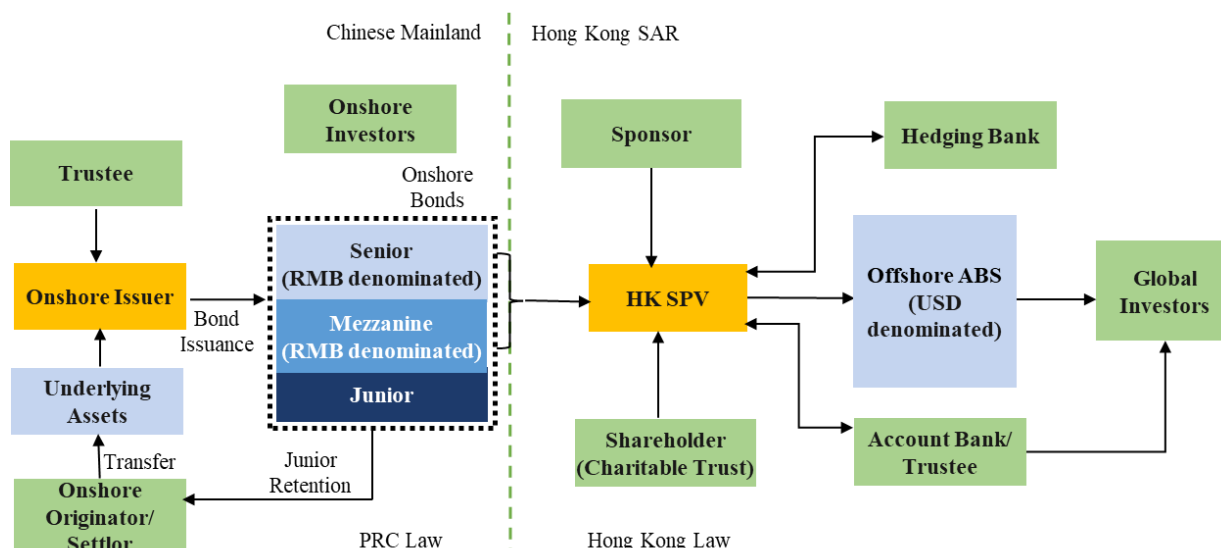 Chinese Mainland
Hong Kong SAR
Onshore
Investors
Sponsor
Hedging Bank
Trustee
Onshore
Bonds
Senior
(RMB denominated)
Mezzanine
(RMB denominated)
Junior
Onshore Issuer
Bond
Issuance
HK SPV
Offshore ABS
(USD
denominated)
Global
Investors
Underlying
Assets
Transfer
Junior
Retention
Shareholder
(Charitable Trust)
Account Bank/
Trustee
Onshore
Originator/
Settlor
PRC Law
Hong Kong Law